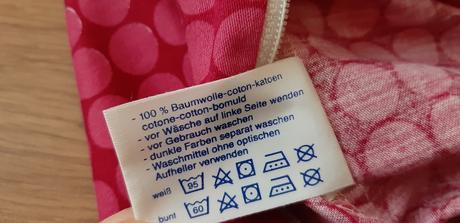 - 100 % Baumwolle-coton-katoen
cotone-cotton-bomuld
- vor Wäsche auf linke Seite wenden
- vor Gebrauch waschen
- dunkle Farben separat waschen
- Waschmittel ohne optischen
Aufheller verwenden
weiß 95
bunt 60